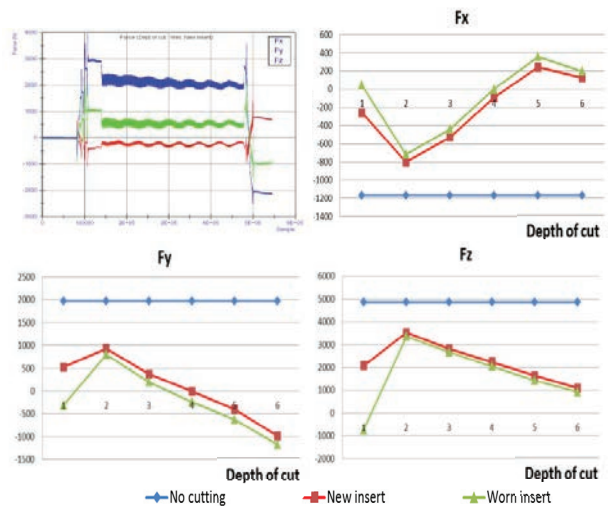 Fx
Fx
Fy
Fz
600
400
200
0
-200
-400
-600
-800
-1000
-1200
-1400
1 2 3 4 5 6
Depth of cut
Fy
2500
2000
1500
1000
500
0
-500
-1000
-1500
1 2 3 4 5 6
Depth of cut
Fz
6000
5000
4000
3000
2000
1000
0
-1000
-2000
1 2 3 4 5 6
Depth of cut
No cutting
New insert
Worn insert